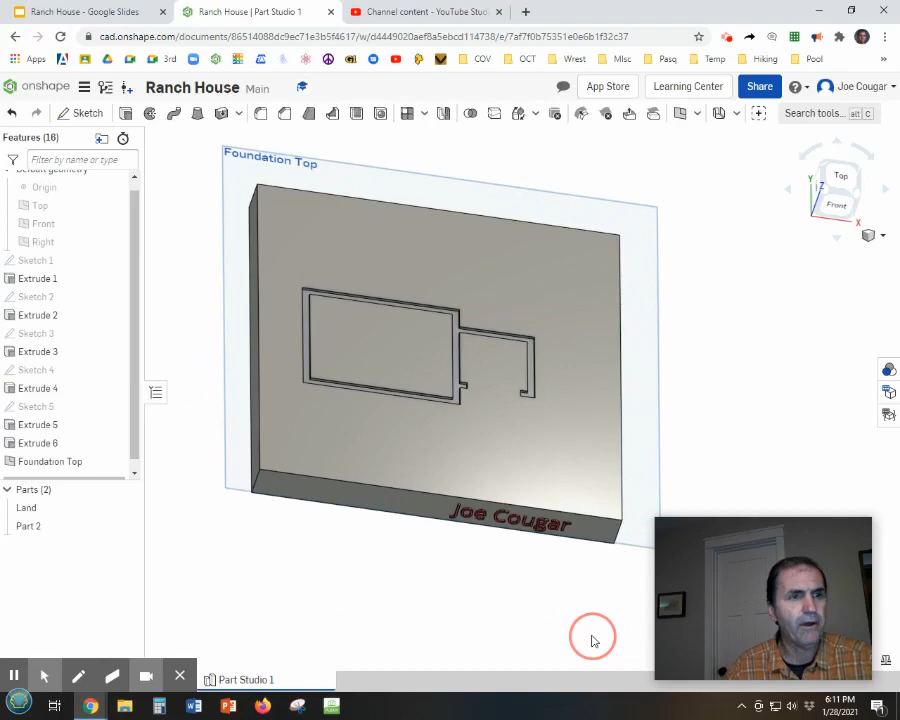 Ranch House - Google Slides
Ranch House | Part Studio 1
Channel content - YouTube Studi
cad.onshape.com/documents/86514088dc9ec71e3b5d4617/w/d4449020aef8a5ebcd114738/e/7af7f0b75351e0e6b1f32c37
Apps
3rd
COV
OCT
Wrest
MIsc
Pasq
Temp
Hiking
Pool
onshape
Ranch House Main
App Store
Learning Center
Share
Joe Cougar
Sketch
Search tools...
alt C
Features (16)
Filter by name or type
Default geometry
Origin
Top
Front
Right
Sketch 1
Extrude 1
Sketch 2
Extrude 2
Sketch 3
Extrude 3
Sketch 4
Extrude 4
Sketch 5
Extrude 5
Extrude 6
Foundation Top
Parts (2)
Land
Part 2
Foundation Top
Joe Cougar
Top
Front
Y
Z
X
Part Studio 1
6:11 PM
1/28/2021